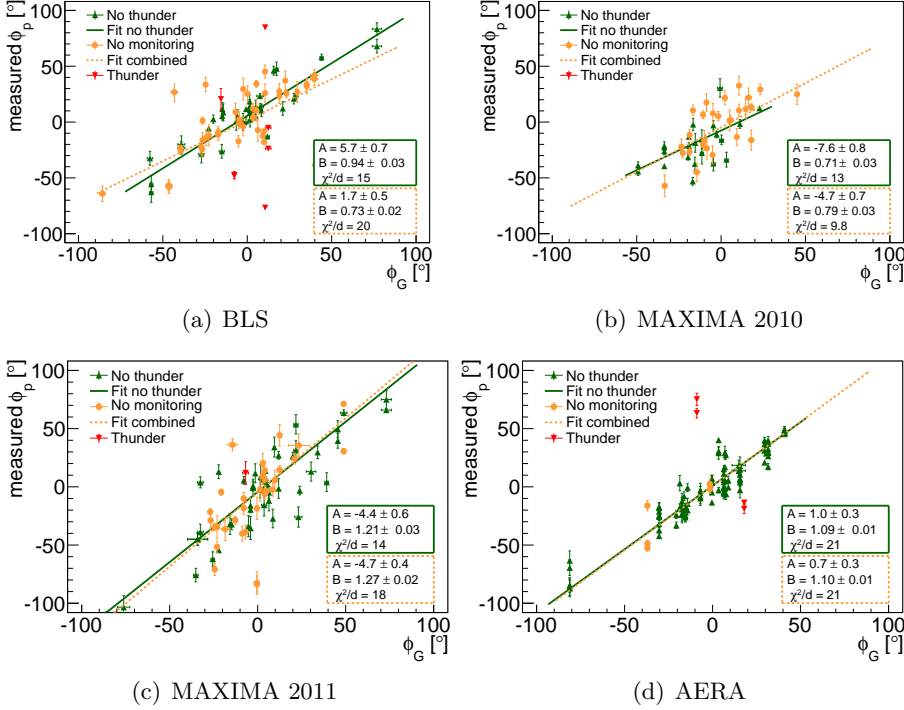 measured ϕp [°]
100
50
0
-50
-100
No thunder
Fit no thunder
No monitoring
Fit combined
Thunder
A = 5.7 ± 0.7
B = 0.94 ± 0.03
χ²/d = 15
A = 1.7 ± 0.5
B = 0.73 ± 0.02
χ²/d = 20
-100 -50 0 50 100
ϕG [°]
(a) BLS
measured ϕp [°]
100
50
0
-50
-100
No thunder
Fit no thunder
No monitoring
Fit combined
Thunder
A = -7.6 ± 0.8
B = 0.71 ± 0.03
χ²/d = 13
A = -4.7 ± 0.7
B = 0.79 ± 0.03
χ²/d = 9.8
-100 -50 0 50 100
ϕG [°]
(b) MAXIMA 2010
measured ϕp [°]
100
50
0
-50
-100
No thunder
Fit no thunder
No monitoring
Fit combined
Thunder
A = -4.4 ± 0.6
B = 1.21 ± 0.03
χ²/d = 14
A = -4.7 ± 0.4
B = 1.27 ± 0.02
χ²/d = 18
-100 -50 0 50 100
ϕG [°]
(c) MAXIMA 2011
measured ϕp [°]
100
50
0
-50
-100
No thunder
Fit no thunder
No monitoring
Fit combined
Thunder
A = 1.0 ± 0.3
B = 1.09 ± 0.01
χ²/d = 21
A = 0.7 ± 0.3
B = 1.10 ± 0.01
χ²/d = 21
-100 -50 0 50 100
ϕG [°]
(d) AERA